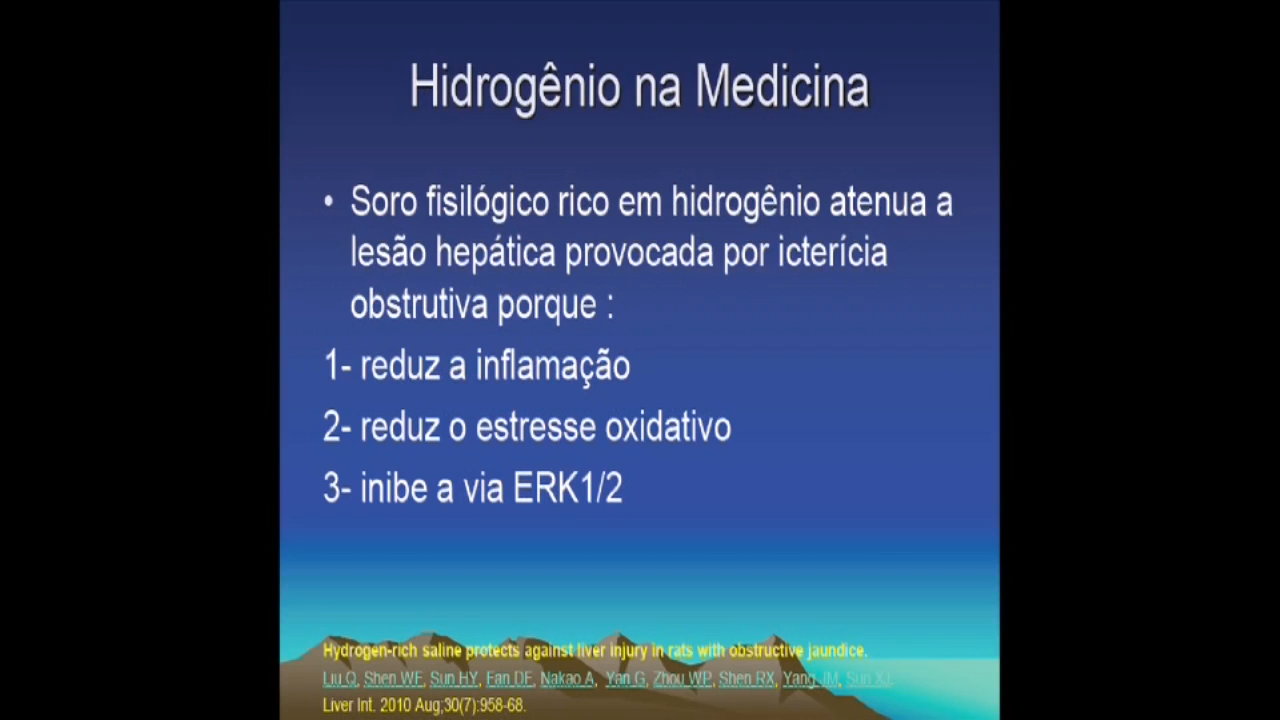 Hidrogênio na Medicina
• Soro fisilógico rico em hidrogênio atenua a
lesão hepática provocada por icterícia
obstrutiva porque :
1- reduz a inflamação
2- reduz o estresse oxidativo
3- inibe a via ERK1/2
Hydrogen-rich saline protects against liver injury in rats with obstructive jaundice.
Liu Q, Shen WF, Sun HY, Fan DF, Nakao A, Yan G, Zhou WP, Shen RX, Yang JM, Sun XJ.
Liver Int. 2010 Aug;30(7):958-68.